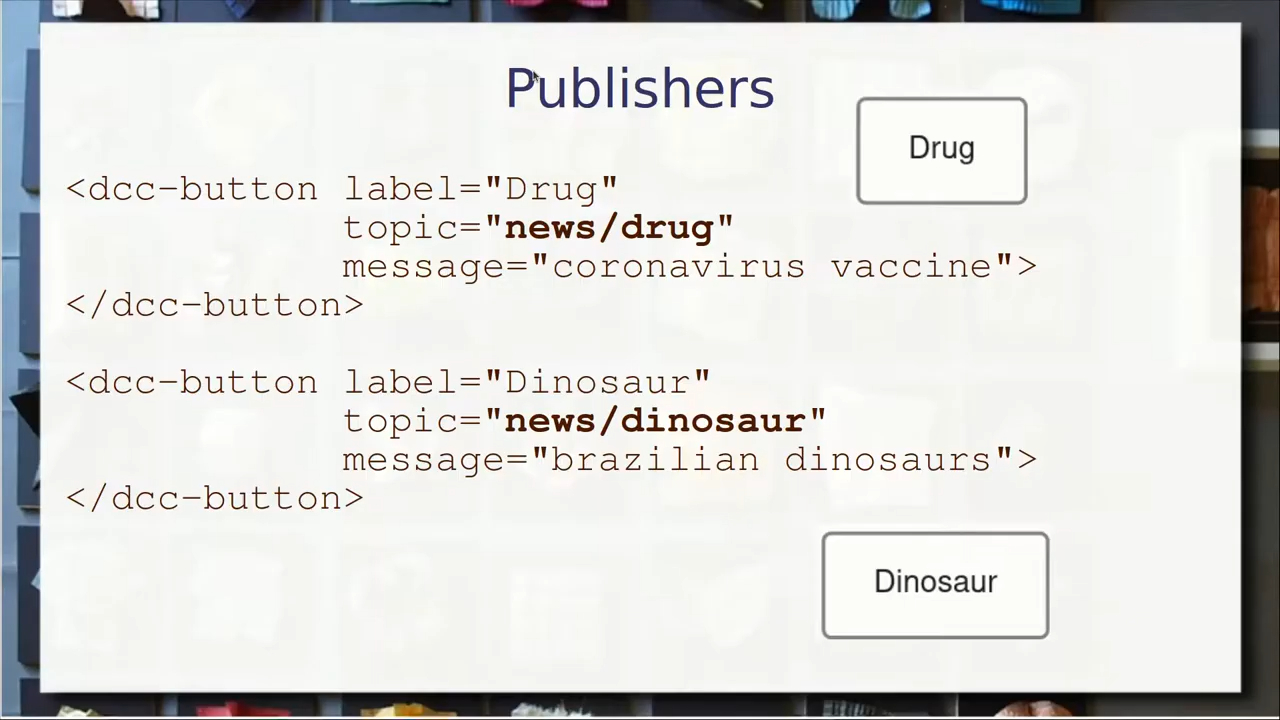 Publishers
Drug
<dcc-button label="Drug"
topic="news/drug"
message="coronavirus vaccine">
</dcc-button>
<dcc-button label="Dinosaur"
topic="news/dinosaur"
message="brazilian dinosaurs">
</dcc-button>
Dinosaur